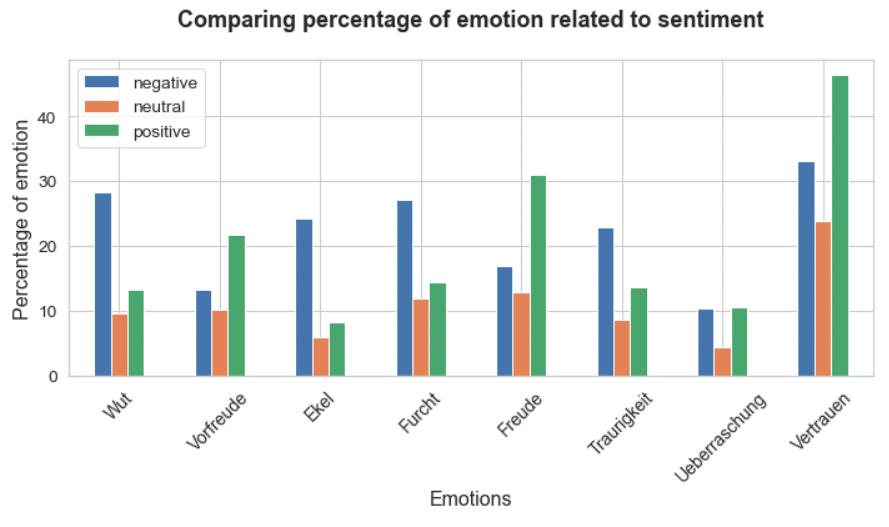 Comparing percentage of emotion related to sentiment
negative
neutral
positive
Percentage of emotion
40
30
20
10
0
Wut
Vorfreude
Ekel
Furcht
Freude
Traurigkeit
Ueberraschung
Vertrauen
Emotions